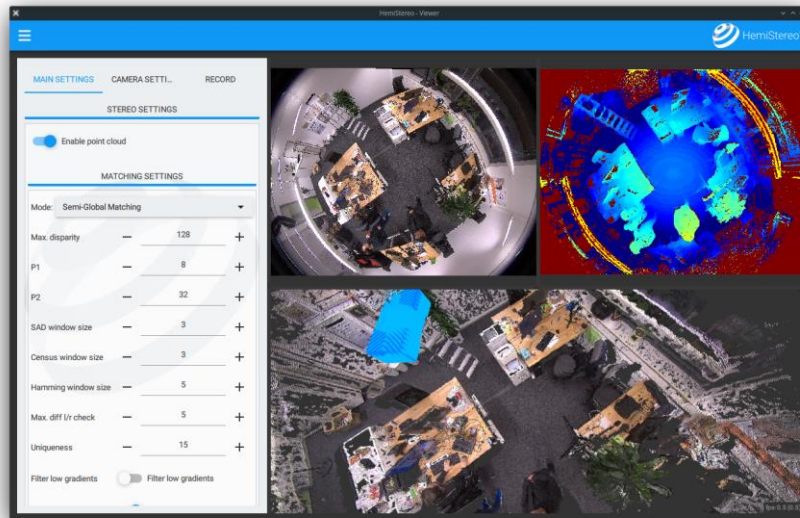 HemiStereo - Viewer
HemiStereo
MAIN SETTINGS CAMERA SETTI... RECORD
STEREO SETTINGS
Enable point cloud
MATCHING SETTINGS
Mode: Semi-Global Matching
Max. disparity − 128 +
P1 − 8 +
P2 − 32 +
SAD window size − 3 +
Census window size − 3 +
Hamming window size − 5 +
Max. diff l/r check − 5 +
Uniqueness − 15 +
Filter low gradients Filter low gradients